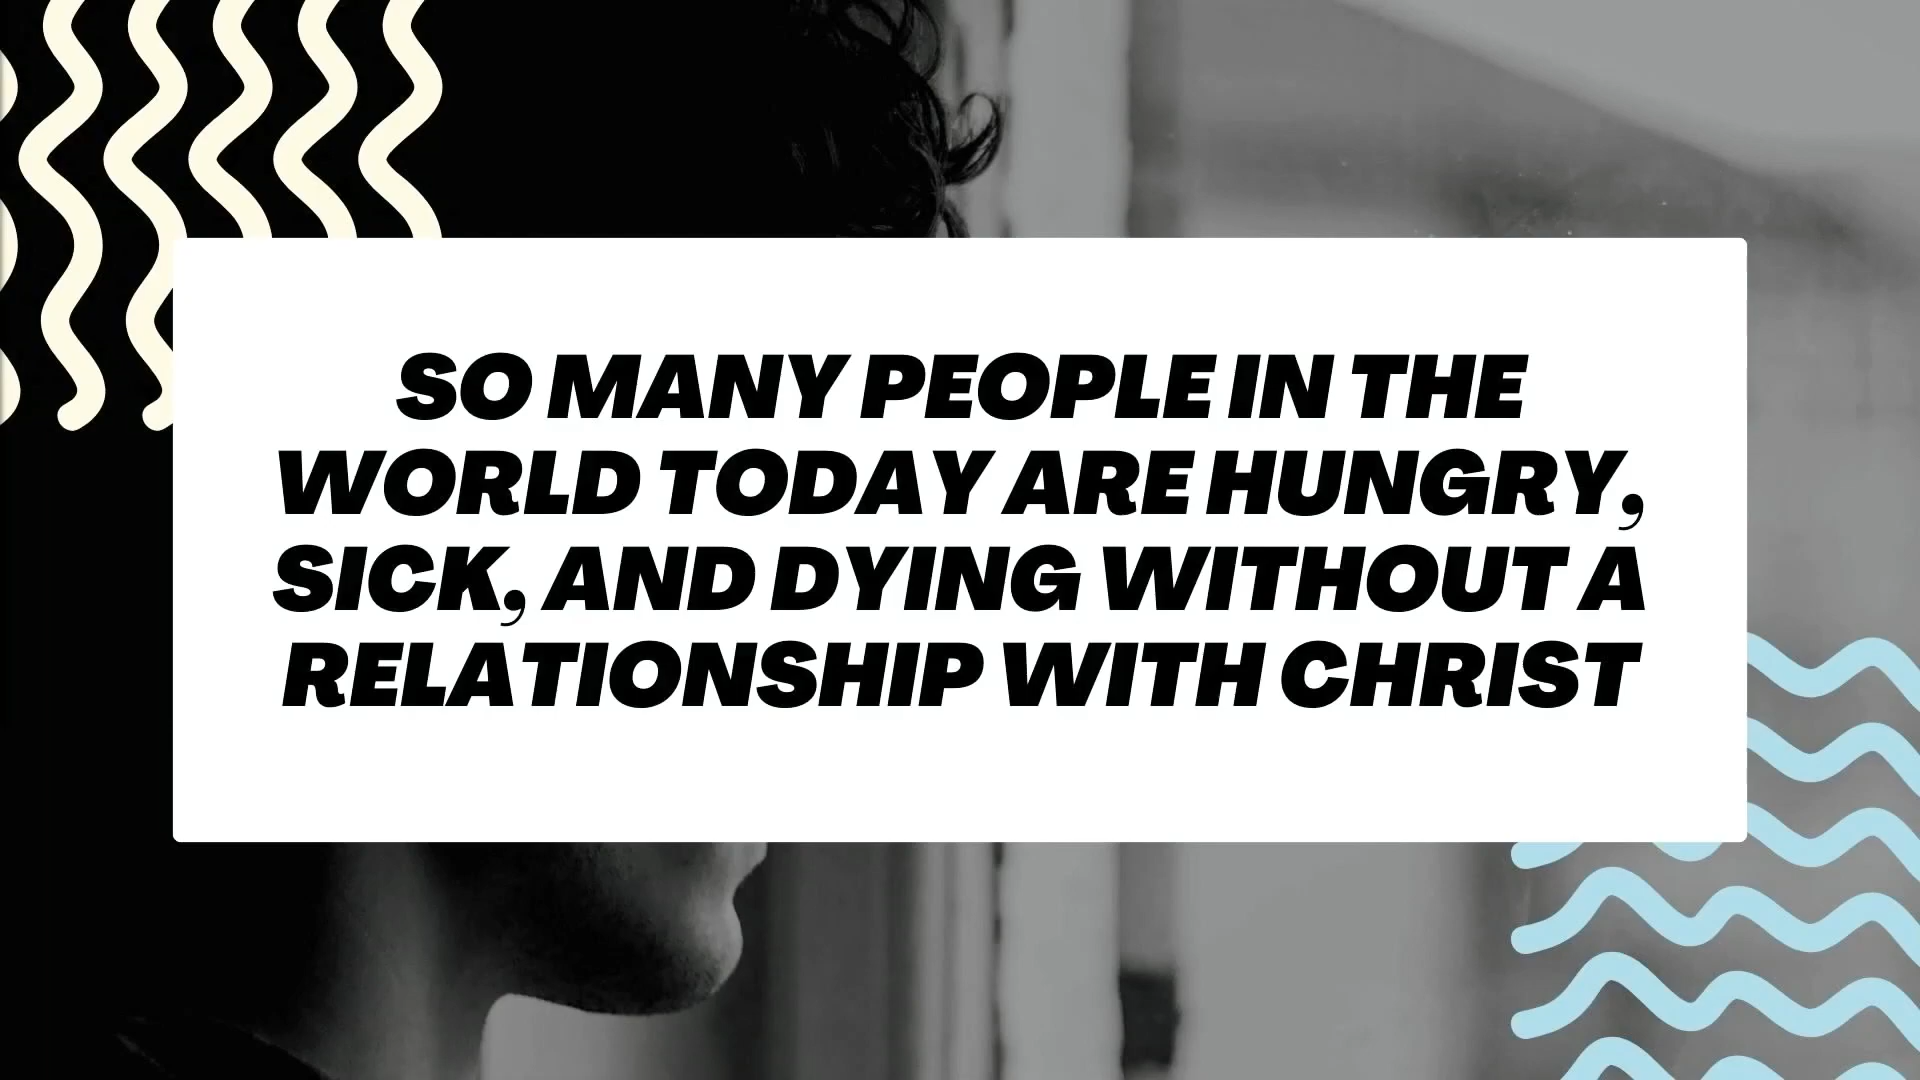 SO MANY PEOPLE IN THE
WORLD TODAY ARE HUNGRY,
SICK, AND DYING WITHOUT A
RELATIONSHIP WITH CHRIST